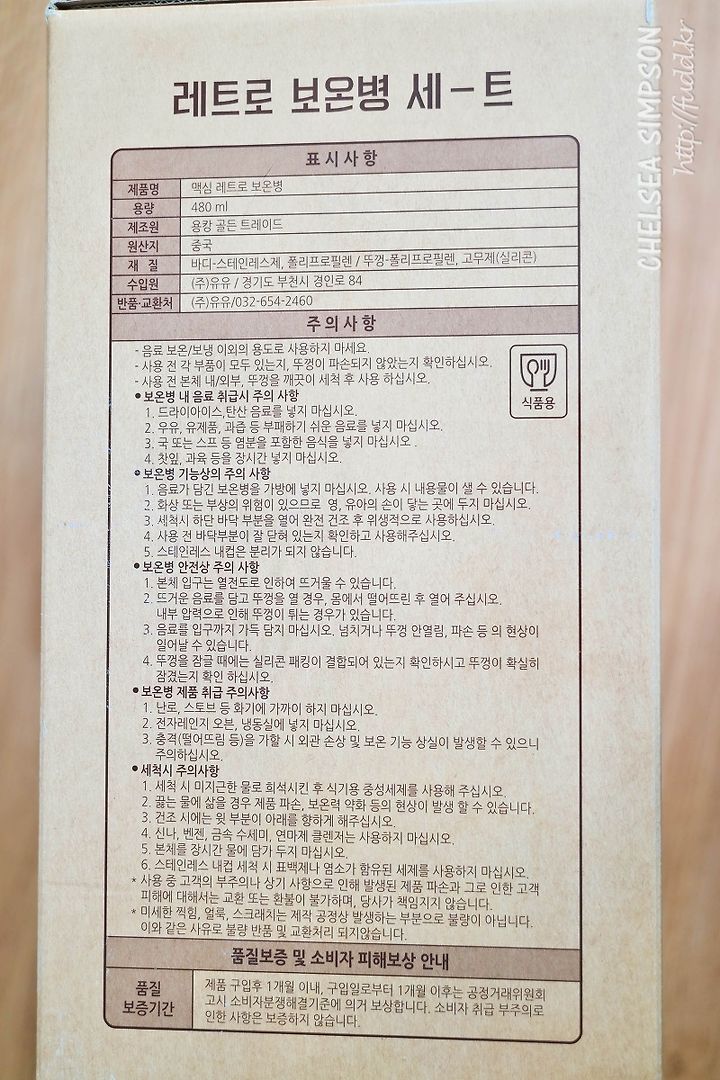 레트로 보온병 세-트
표시사항
제품명 맥심 레트로 보온병
용량 480 ml
제조원 용캉 골든 트레이드
원산지 중국
재 질 바디-스테인레스제, 폴리프로필렌 / 뚜껑-폴리프로필렌, 고무제(실리콘)
수입원 (주)유유 / 경기도 부천시 경인로 84
반품·교환처 (주)유유/032-654-2460
주의사항
- 음료 보온/보냉 이외의 용도로 사용하지 마세요.
- 사용 전 각 부품이 모두 있는지, 뚜껑이 파손되지 않았는지 확인하십시오.
- 사용 전 본체 내/외부, 뚜껑을 깨끗이 세척 후 사용 하십시오.
식품용
● 보온병 내 음료 취급시 주의 사항
1. 드라이아이스,탄산 음료를 넣지 마십시오.
2. 우유, 유제품, 과즙 등 부패하기 쉬운 음료를 넣지 마십시오.
3. 국 또는 스프 등 염분을 포함한 음식을 넣지 마십시오 .
4. 찻잎, 과육 등을 장시간 넣지 마십시오.
● 보온병 기능상의 주의 사항
1. 음료가 담긴 보온병을 가방에 넣지 마십시오. 사용 시 내용물이 샐 수 있습니다.
2. 화상 또는 부상의 위험이 있으므로 영, 유아의 손이 닿는 곳에 두지 마십시오.
3. 세척시 하단 바닥 부분을 열어 완전 건조 후 위생적으로 사용하십시오.
4. 사용 전 바닥부분이 잘 닫혀 있는지 확인하고 사용해주십시오.
5. 스테인레스 내컵은 분리가 되지 않습니다.
● 보온병 안전상 주의 사항
1. 본체 입구는 열전도로 인하여 뜨거울 수 있습니다.
2. 뜨거운 음료를 담고 뚜껑을 열 경우, 몸에서 떨어뜨린 후 열어 주십시오.
내부 압력으로 인해 뚜껑이 튀는 경우가 있습니다.
3. 음료를 입구까지 가득 담지 마십시오. 넘치거나 뚜껑 안열림, 파손 등 의 현상이
일어날 수 있습니다.
4. 뚜껑을 잠글 때에는 실리콘 패킹이 결합되어 있는지 확인하시고 뚜껑이 확실히
잠겼는지 확인 하십시오.
● 보온병 제품 취급 주의사항
1. 난로, 스토브 등 화기에 가까이 하지 마십시오.
2. 전자레인지 오븐, 냉동실에 넣지 마십시오.
3. 충격(떨어뜨림 등)을 가할 시 외관 손상 및 보온 기능 상실이 발생할 수 있으니
주의하십시오.
● 세척시 주의사항
1. 세척 시 미지근한 물로 희석시킨 후 식기용 중성세제를 사용해 주십시오.
2. 끓는 물에 삶을 경우 제품 파손, 보온력 약화 등의 현상이 발생 할 수 있습니다.
3. 건조 시에는 윗 부분이 아래를 향하게 해주십시오.
4. 신나, 벤젠, 금속 수세미, 연마제 클렌저는 사용하지 마십시오.
5. 본체를 장시간 물에 담가 두지 마십시오.
6. 스테인레스 내컵 세척 시 표백제나 염소가 함유된 세제를 사용하지 마십시오.
* 사용 중 고객의 부주의나 상기 사항으로 인해 발생된 제품 파손과 그로 인한 고객
피해에 대해서는 교환 또는 환불이 불가하며, 당사가 책임지지 않습니다.
* 미세한 찍힘, 얼룩, 스크래치는 제작 공정상 발생하는 부분으로 불량이 아닙니다.
이와 같은 사유로 불량 반품 및 교환처리 되지않습니다.
품질보증 및 소비자 피해보상 안내
품질
보증기간
제품 구입후 1개월 이내, 구입일로부터 1개월 이후는 공정거래위원회
고시 소비자분쟁해결기준에 의거 보상합니다. 소비자 취급 부주의로
인한 사항은 보증하지 않습니다.
CHELSEA SIMPSON
http://fudd.kr